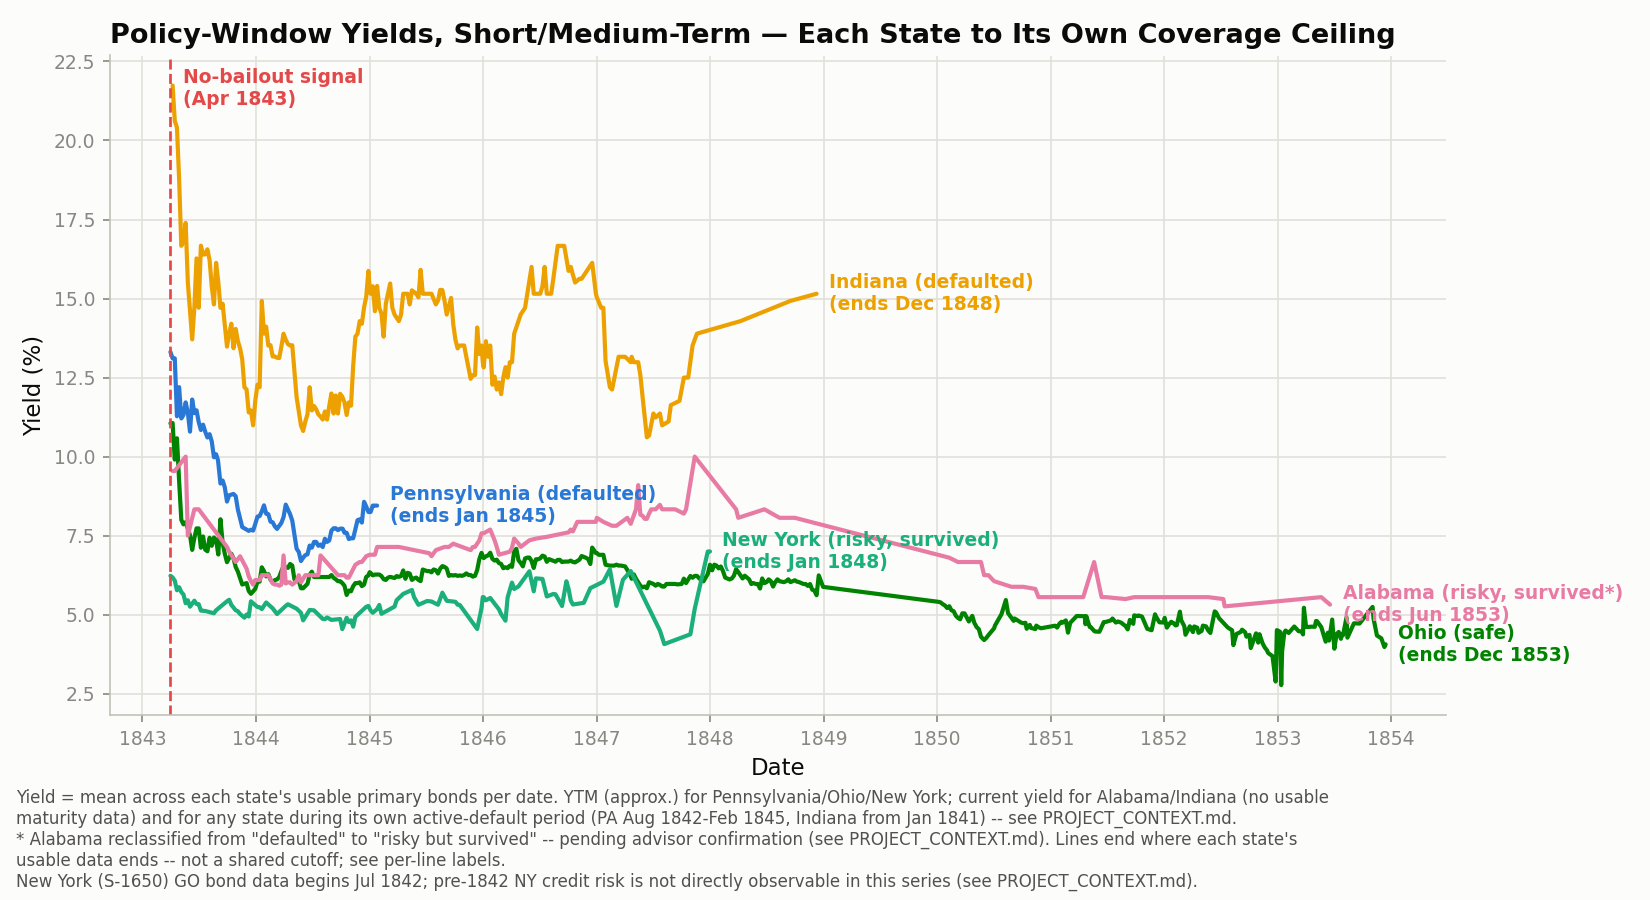 Policy-Window Yields, Short/Medium-Term — Each State to Its Own Coverage Ceiling
22.5
No-bailout signal
(Apr 1843)
20.0
17.5
Indiana (defaulted)
15.0
(ends Dec 1848)
Yield (%)
12.5
10.0
Pennsylvania (defaulted)
(ends Jan 1845)
7.5
New York (risky, survived)
(ends Jan 1848)
Alabama (risky, survived*)
(ends Jun 1853)
5.0
Ohio (safe)
(ends Dec 1853)
2.5
1843 1844 1845 1846 1847 1848 1849 1850 1851 1852 1853 1854
Date
Yield = mean across each state's usable primary bonds per date. YTM (approx.) for Pennsylvania/Ohio/New York; current yield for Alabama/Indiana (no usable
maturity data) and for any state during its own active-default period (PA Aug 1842-Feb 1845, Indiana from Jan 1841) -- see PROJECT_CONTEXT.md.
* Alabama reclassified from "defaulted" to "risky but survived" -- pending advisor confirmation (see PROJECT_CONTEXT.md). Lines end where each state's
usable data ends -- not a shared cutoff; see per-line labels.
New York (S-1650) GO bond data begins Jul 1842; pre-1842 NY credit risk is not directly observable in this series (see PROJECT_CONTEXT.md).